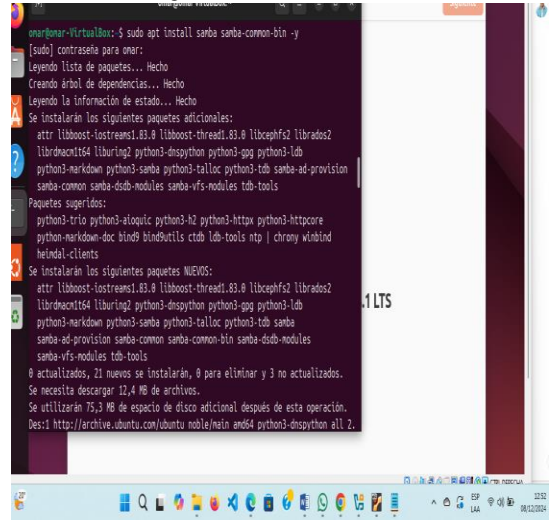 omar@omar-VirtualBox:~$ sudo apt install samba samba-common-bin -y
[sudo] contraseña para omar:
Leyendo lista de paquetes... Hecho
Creando árbol de dependencias... Hecho
Leyendo la información de estado... Hecho
Se instalarán los siguientes paquetes adicionales:
attr libboost-iostreams1.83.0 libboost-thread1.83.0 libcephfs2 librados2
librdmacm1t64 liburing2 python3-dnspython python3-gpg python3-ldb
python3-markdown python3-samba python3-talloc python3-tdb samba-ad-provision
samba-common samba-dsdb-modules samba-vfs-modules tdb-tools
Paquetes sugeridos:
python3-trio python3-aioquic python3-h2 python3-httpx python3-httpcore
python-markdown-doc bind9 bind9utils ctdb ldb-tools ntp | chrony winbind
heimdal-clients
Se instalarán los siguientes paquetes NUEVOS:
attr libboost-iostreams1.83.0 libboost-thread1.83.0 libcephfs2 librados2
librdmacm1t64 liburing2 python3-dnspython python3-gpg python3-ldb
python3-markdown python3-samba python3-talloc python3-tdb samba
samba-ad-provision samba-common samba-common-bin samba-dsdb-modules
samba-vfs-modules tdb-tools
0 actualizados, 21 nuevos se instalarán, 0 para eliminar y 3 no actualizados.
Se necesita descargar 12,4 MB de archivos.
Se utilizarán 75,3 MB de espacio de disco adicional después de esta operación.
Des:1 http://archive.ubuntu.com/ubuntu noble/main amd64 python3-dnspython all 2.
.1 LTS
CTRL DERECHA
ESP
LAA
12:52
08/12/2024